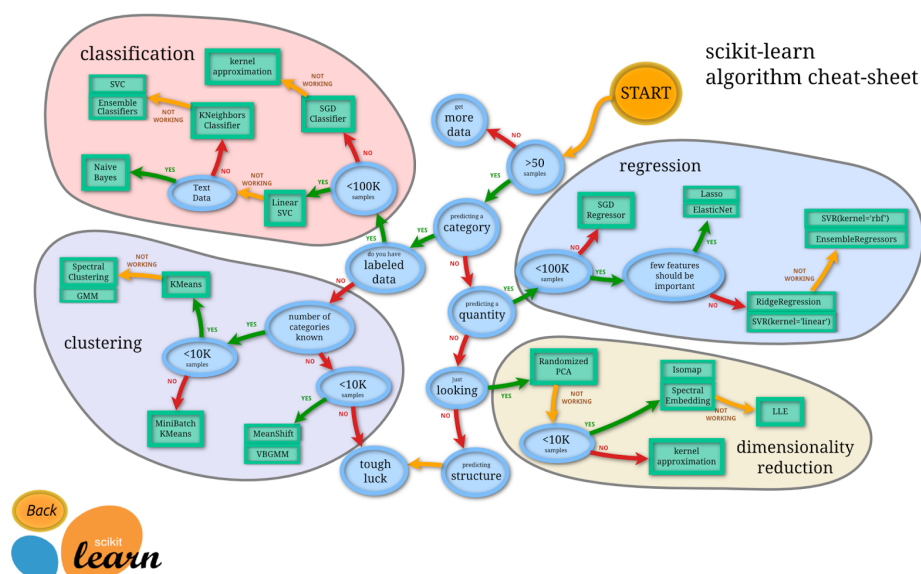 scikit-learn
algorithm cheat-sheet
START
classification
kernel
approximation
NOT
WORKING
SVC
Ensemble
Classifiers
NOT
WORKING
KNeighbors
Classifier
SGD
Classifier
NO
NO
Naive
Bayes
YES
Text
Data
NOT
WORKING
Linear
SVC
YES
<100K
samples
YES
get
more
data
NO
>50
samples
YES
predicting a
category
YES
do you have
labeled
data
NO
NO
predicting a
quantity
YES
NO
just
looking
YES
NO
predicting
structure
tough
luck
regression
SGD
Regressor
NO
<100K
samples
YES
Lasso
ElasticNet
YES
few features
should be
important
NO
SVR(kernel='rbf')
EnsembleRegressors
NOT
WORKING
RidgeRegression
SVR(kernel='linear')
clustering
Spectral
Clustering
GMM
NOT
WORKING
KMeans
YES
number of
categories
known
YES
<10K
samples
NO
NO
<10K
samples
MiniBatch
KMeans
YES
NO
MeanShift
VBGMM
Randomized
PCA
NOT
WORKING
<10K
samples
YES
NO
Isomap
Spectral
Embedding
NOT
WORKING
LLE
kernel
approximation
dimensionality
reduction
Back
scikit
learn